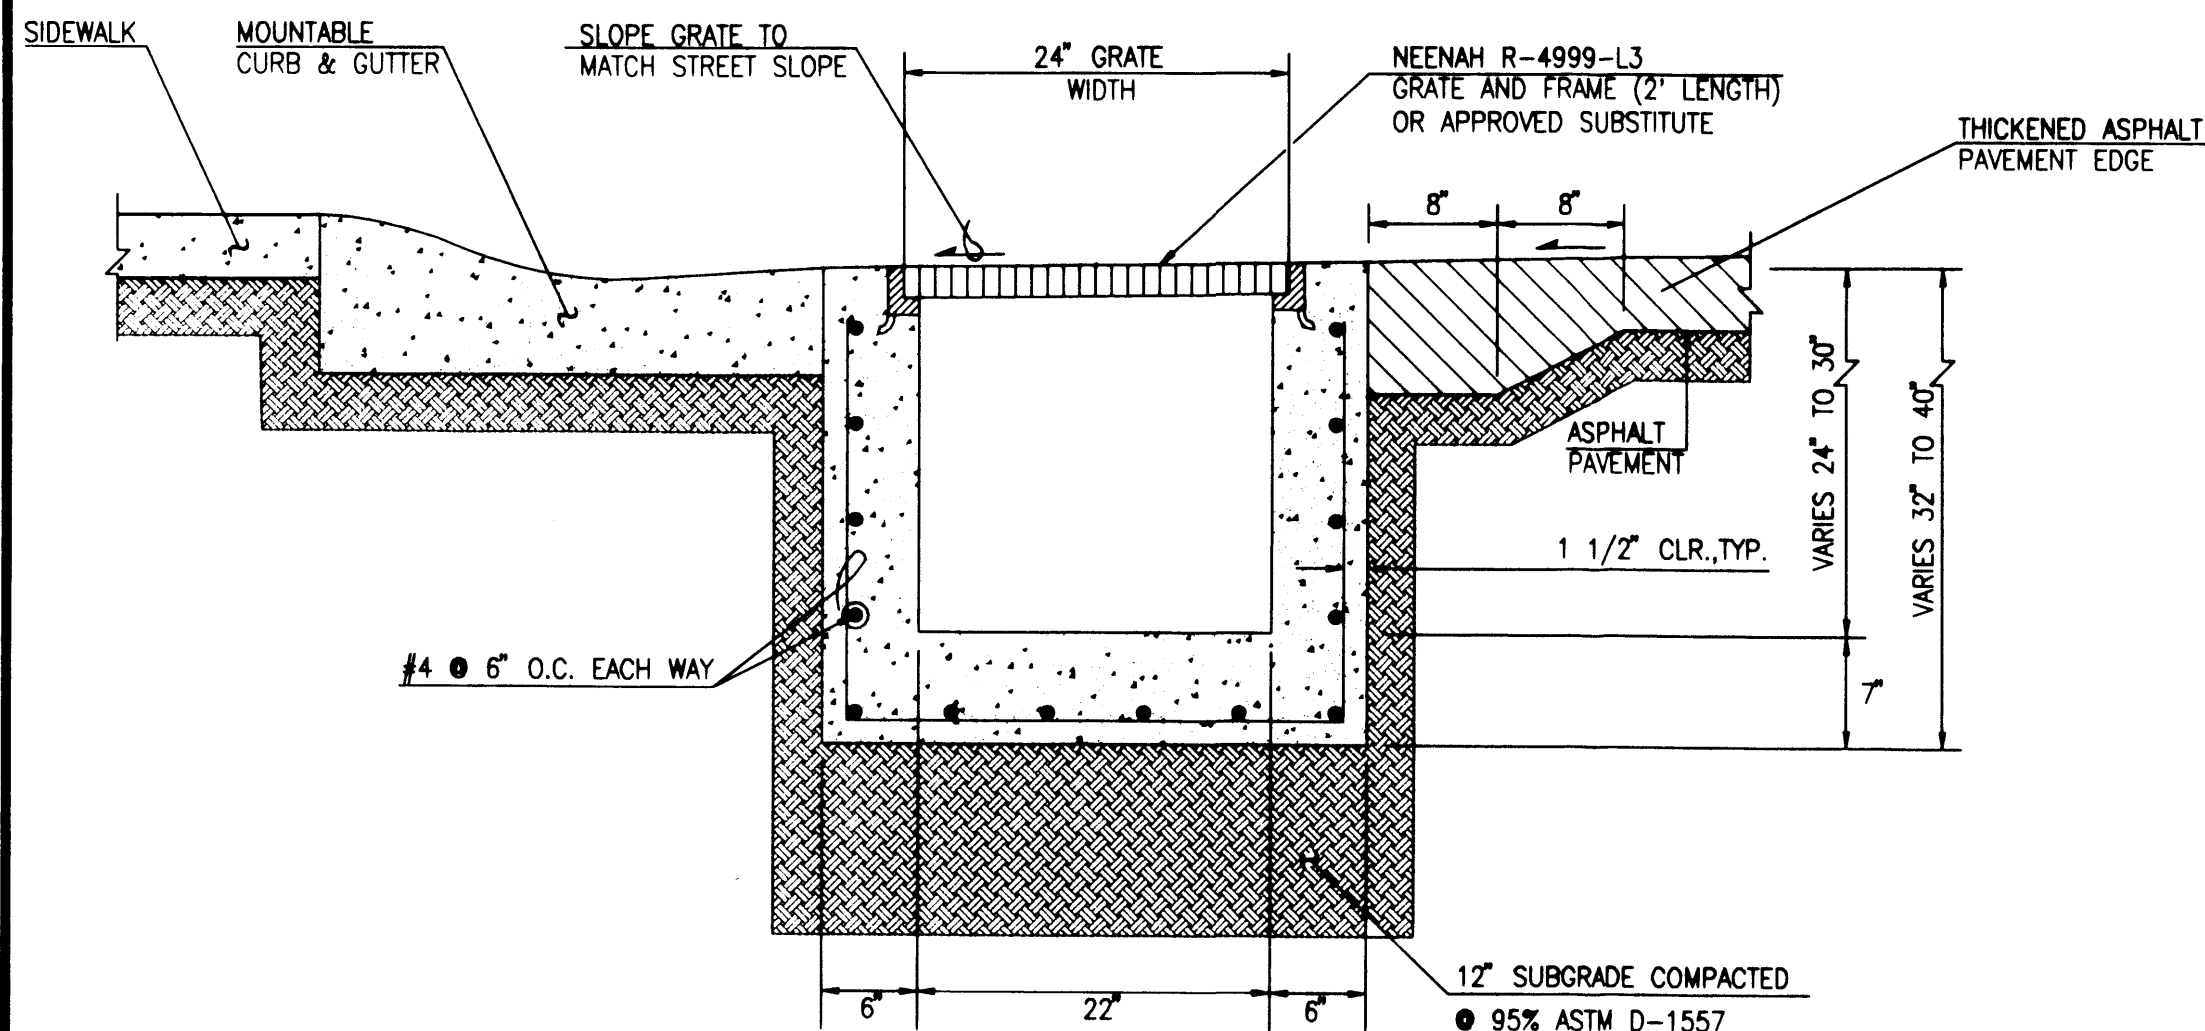 SIDEWALK
MOUNTABLE
CURB & GUTTER
SLOPE GRATE TO
MATCH STREET SLOPE
24" GRATE
WIDTH
NEENAH R-4999-L3
GRATE AND FRAME (2' LENGTH)
OR APPROVED SUBSTITUTE
THICKENED ASPHALT
PAVEMENT EDGE
8"
8"
ASPHALT
PAVEMENT
VARIES 24" TO 30"
VARIES 32" TO 40"
1 1/2" CLR.,TYP.
#4 @ 6" O.C. EACH WAY
7"
6"
22"
6"
12" SUBGRADE COMPACTED
@ 95% ASTM D-1557